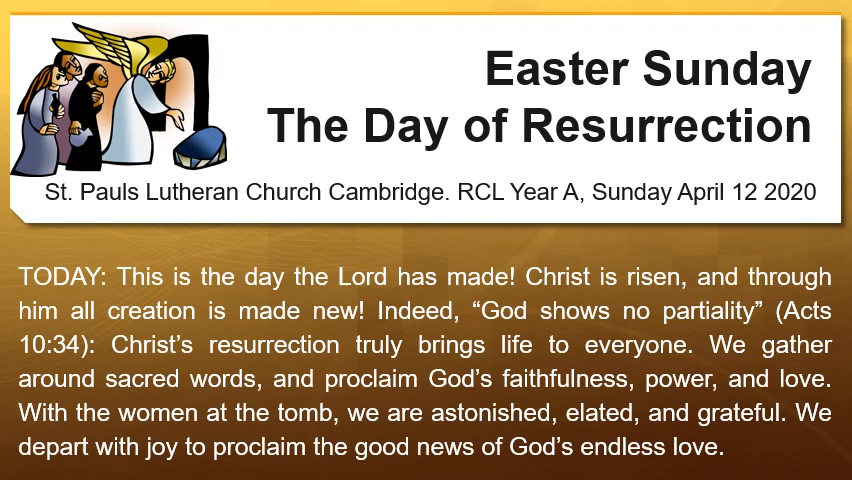 Easter Sunday
The Day of Resurrection
St. Pauls Lutheran Church Cambridge. RCL Year A, Sunday April 12 2020
TODAY: This is the day the Lord has made! Christ is risen, and through
him all creation is made new! Indeed, “God shows no partiality” (Acts
10:34): Christ’s resurrection truly brings life to everyone. We gather
around sacred words, and proclaim God’s faithfulness, power, and love.
With the women at the tomb, we are astonished, elated, and grateful. We
depart with joy to proclaim the good news of God’s endless love.